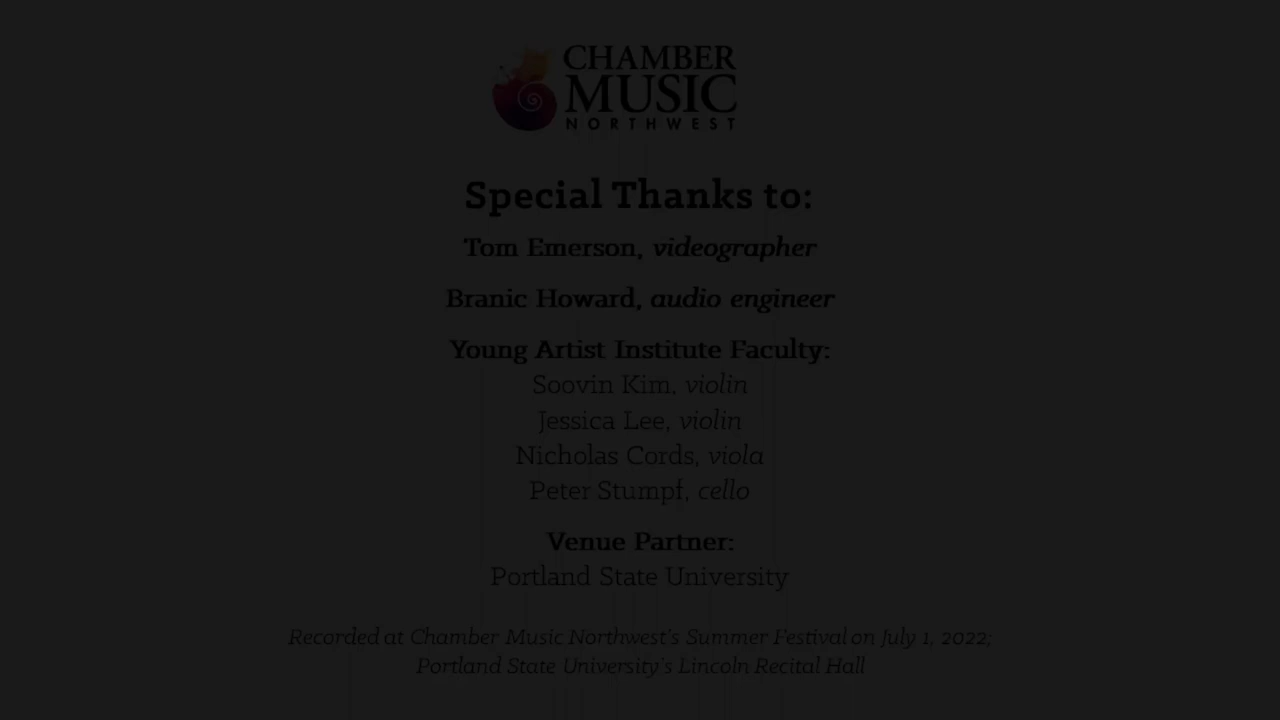 CHAMBER
MUSIC
NORTHWEST
Special Thanks to:
Tom Emerson, videographer
Branic Howard, audio engineer
Young Artist Institute Faculty:
Soovin Kim, violin
Jessica Lee, violin
Nicholas Cords, viola
Peter Stumpf, cello
Venue Partner:
Portland State University
Recorded at Chamber Music Northwest's Summer Festival on July 1, 2022;
Portland State University's Lincoln Recital Hall